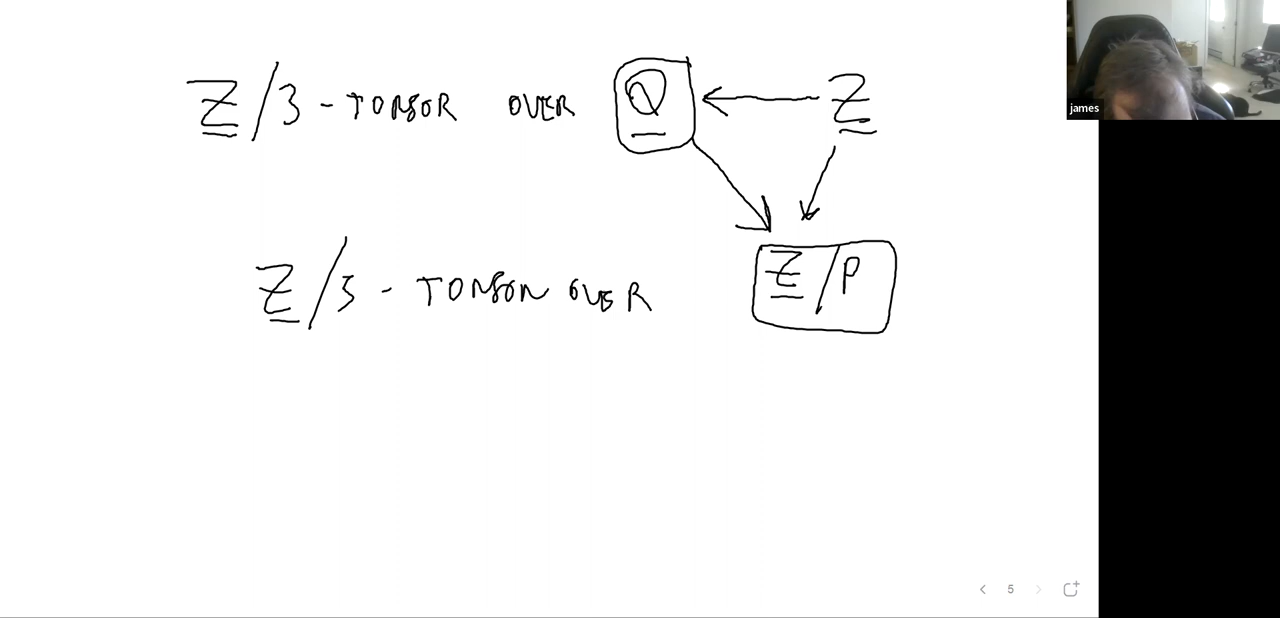 Z/3 - TORSOR OVER Q ← Z
Z/3 - TORSOR OVER Z/P
james
5